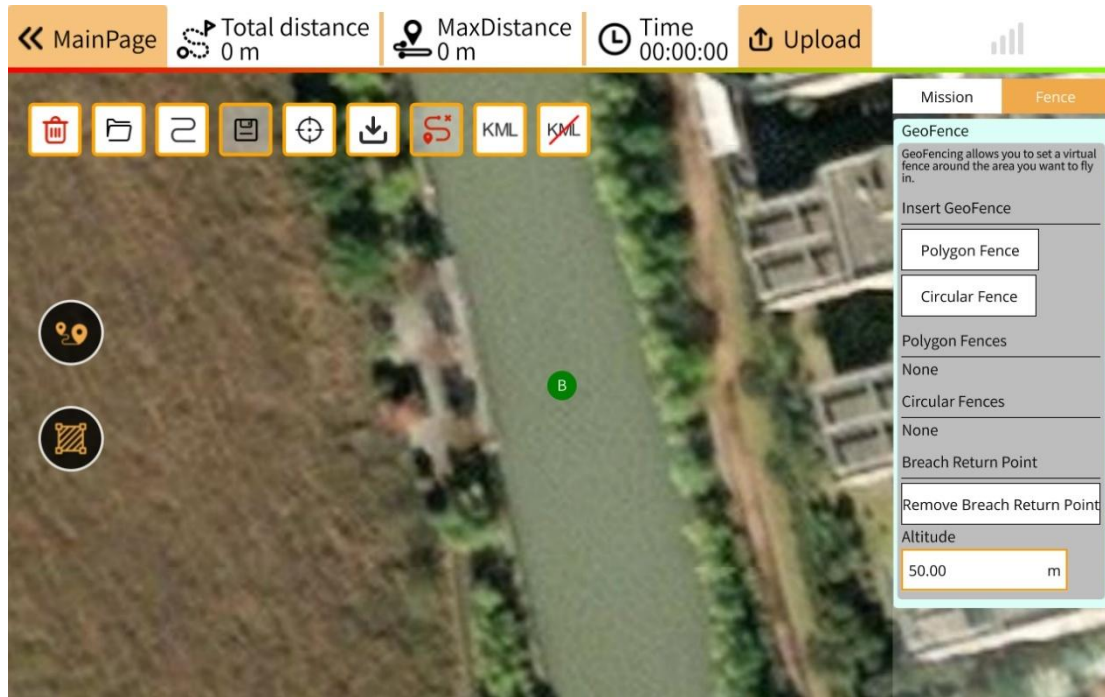 MainPage
Total distance
0 m
MaxDistance
0 m
Time
00:00:00
Upload
KML
KML
Mission
Fence
GeoFence
GeoFencing allows you to set a virtual
fence around the area you want to fly
in.
Insert GeoFence
Polygon Fence
Circular Fence
Polygon Fences
None
Circular Fences
None
Breach Return Point
Remove Breach Return Point
Altitude
50.00 m
B